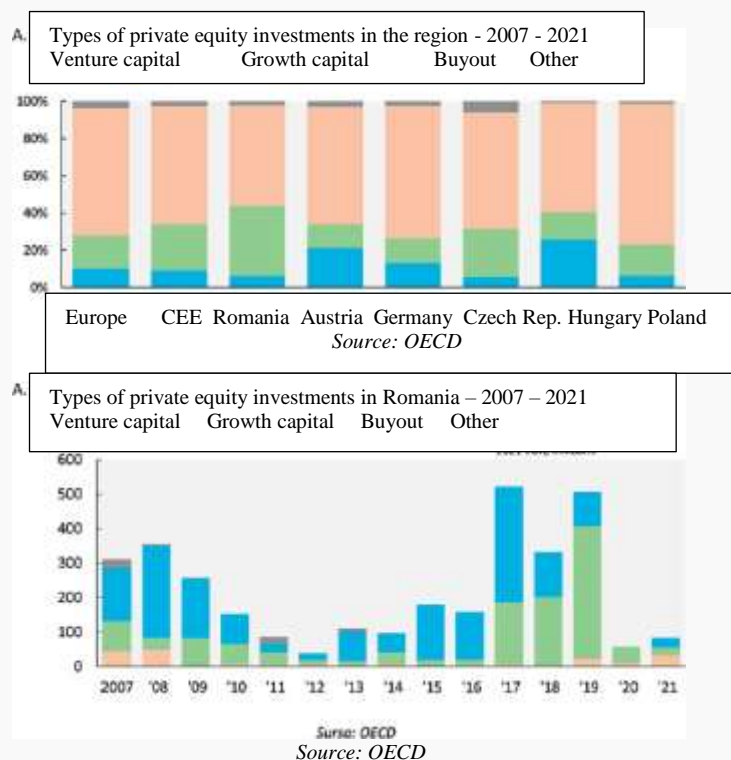 A.
Types of private equity investments in the region - 2007 - 2021
Venture capital Growth capital Buyout Other
100%
80%
60%
40%
20%
0%
Europe CEE Romania Austria Germany Czech Rep. Hungary Poland
Source: OECD
A.
Types of private equity investments in Romania – 2007 – 2021
Venture capital Growth capital Buyout Other
600
500
400
300
200
100
0
2007 '08 '09 '10 '11 '12 '13 '14 '15 '16 '17 '18 '19 '20 '21
Sursa: OECD
Source: OECD